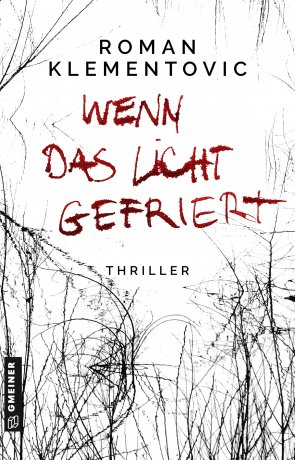 ROMAN
KLEMENTOVIC
WENN
DAS LICHT
GEFRIERT
THRILLER
GMEINER